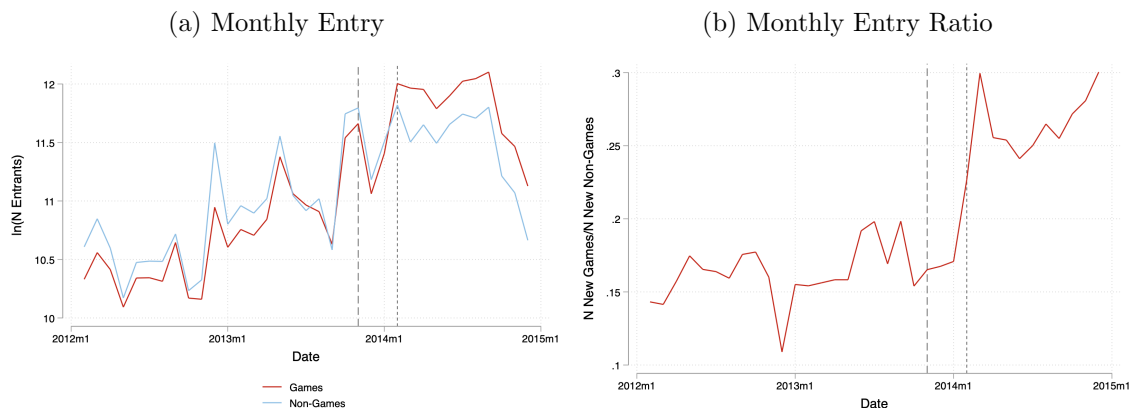 (a) Monthly Entry
ln(N Entrants)
12
11.5
11
10.5
10
2012m1
2013m1
2014m1
2015m1
Date
Games
Non-Games
(b) Monthly Entry Ratio
N New Games/N New Non-Games
.3
.25
.2
.15
.1
2012m1
2013m1
2014m1
2015m1
Date